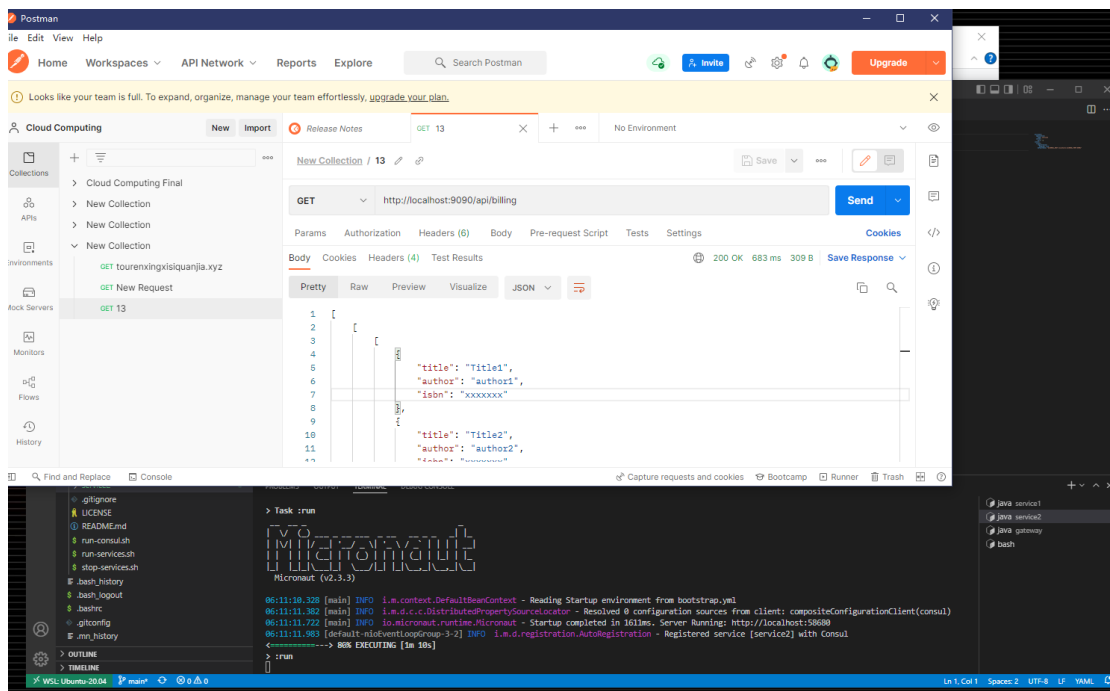 Postman
ile Edit View Help
Home Workspaces API Network Reports Explore Search Postman Invite Upgrade
Looks like your team is full. To expand, organize, manage your team effortlessly, upgrade your plan.
Cloud Computing New Import Release Notes GET 13 No Environment
Collections
APIs
nvironments
Mock Servers
Monitors
Flows
History
Cloud Computing Final
New Collection
New Collection
New Collection
GET tourenxingxisiquanjia.xyz
GET New Request
GET 13
New Collection / 13 Save
GET http://localhost:9090/api/billing Send
Params Authorization Headers (6) Body Pre-request Script Tests Settings Cookies
Body Cookies Headers (4) Test Results 200 OK 683 ms 309 B Save Response
Pretty Raw Preview Visualize JSON
1 [
2 [
3 [
4 {
5 "title": "Title1",
6 "author": "author1",
7 "isbn": "xxxxxxx"
8 },
9 {
10 "title": "Title2",
11 "author": "author2",
Find and Replace Console Capture requests and cookies Bootcamp Runner Trash
.gitignore
LICENSE
README.md
run-consul.sh
run-services.sh
stop-services.sh
.bash_history
.bash_logout
.bashrc
.gitconfig
.mn_history
OUTLINE
TIMELINE
> Task :run
Micronaut
Micronaut (v2.3.3)
06:11:10.328 [main] INFO i.m.context.DefaultBeanContext - Reading Startup environment from bootstrap.yml
06:11:11.382 [main] INFO i.m.d.c.c.DistributedPropertySourceLocator - Resolved 0 configuration sources from client: compositeConfigurationClient(consul)
06:11:11.722 [main] INFO io.micronaut.runtime.Micronaut - Startup completed in 1611ms. Server Running: http://localhost:58680
06:11:11.983 [default-nioEventLoopGroup-3-2] INFO i.m.d.registration.AutoRegistration - Registered service [service2] with Consul
<==========---> 80% EXECUTING [1m 10s]
> :run
java service1
java service2
java gateway
bash
WSL: Ubuntu-20.04 main* 0 0 Ln 1, Col 1 Spaces: 2 UTF-8 LF YAML